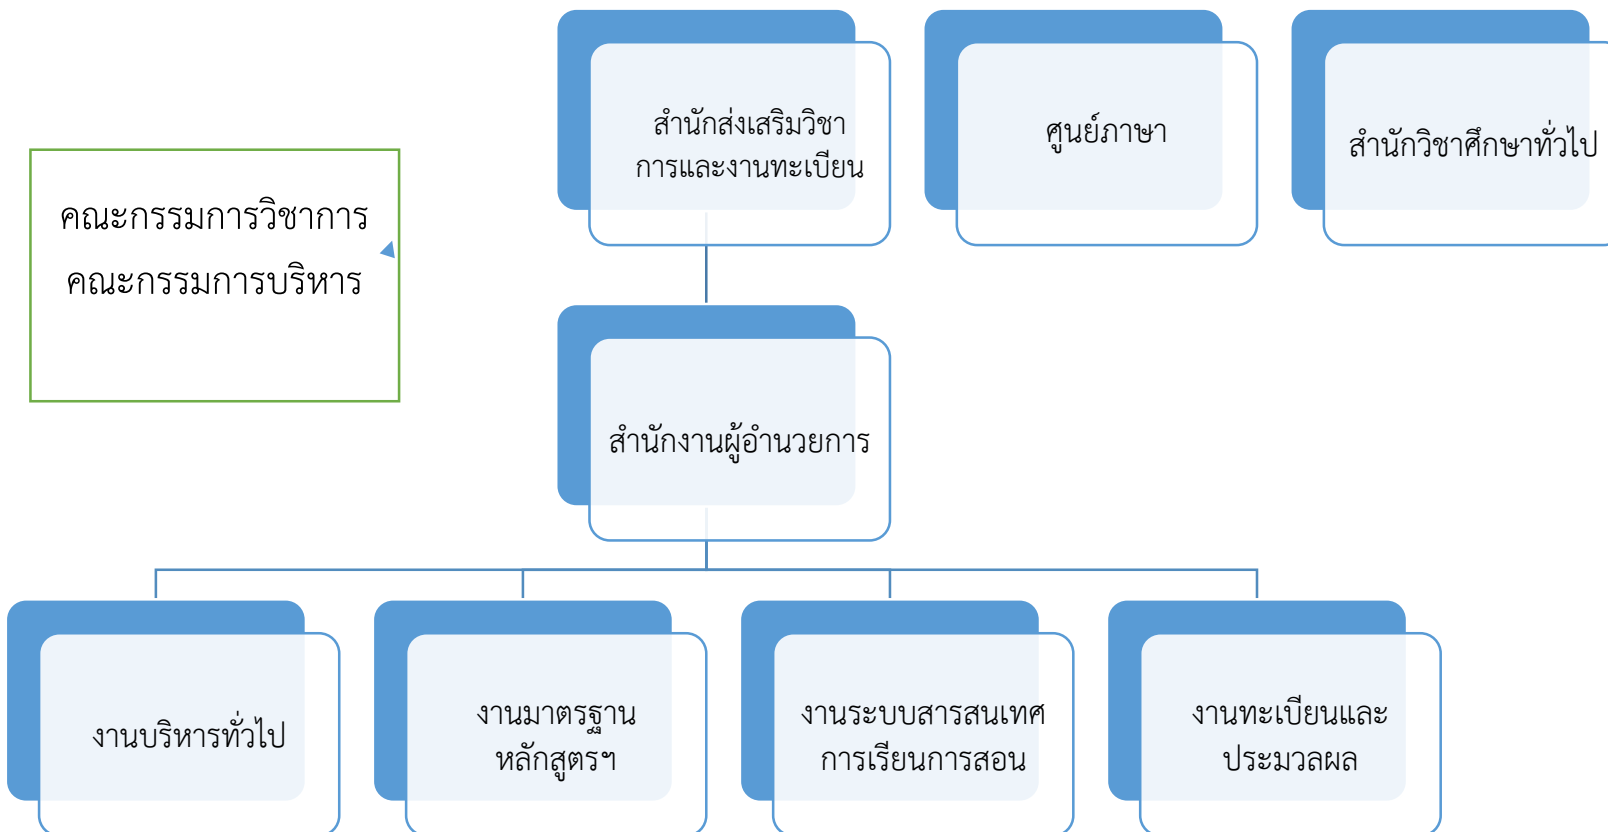 สำนักส่งเสริมวิชา
การและงานทะเบียน
ศูนย์ภาษา
สำนักวิชาศึกษาทั่วไป
คณะกรรมการวิชาการ
คณะกรรมการบริหาร
สำนักงานผู้อำนวยการ
งานบริหารทั่วไป
งานมาตรฐาน
หลักสูตรฯ
งานระบบสารสนเทศ
การเรียนการสอน
งานทะเบียนและ
ประมวลผล